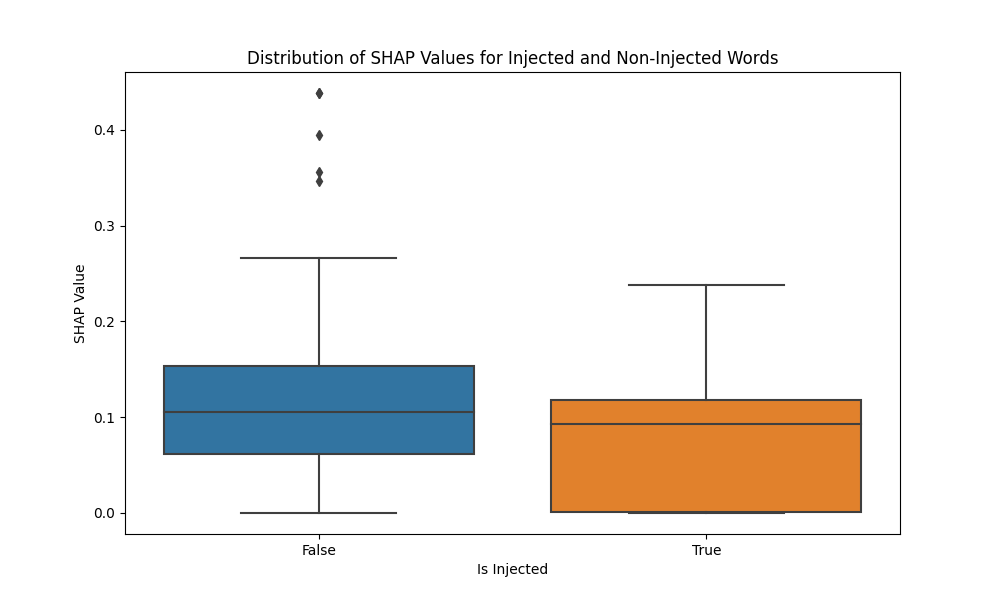 Distribution of SHAP Values for Injected and Non-Injected Words
0.4
0.3
0.2
0.1
0.0
SHAP Value
False
True
Is Injected